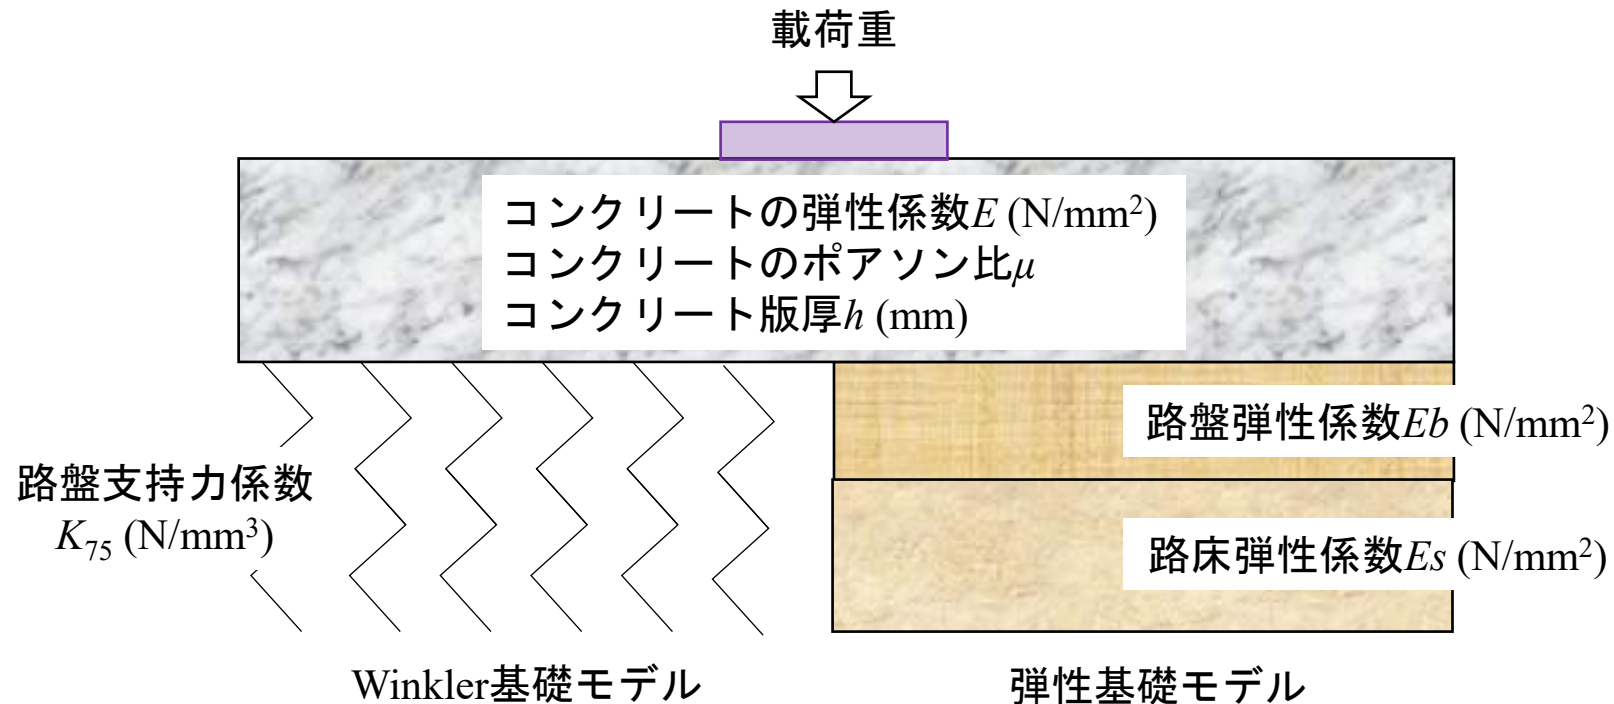 載荷重
コンクリートの弾性係数E (N/mm²)
コンクリートのポアソン比μ
コンクリート版厚h (mm)
路盤弾性係数Eb (N/mm²)
路盤支持力係数
K₇₅ (N/mm³)
路床弾性係数Es (N/mm²)
Winkler基礎モデル
弾性基礎モデル